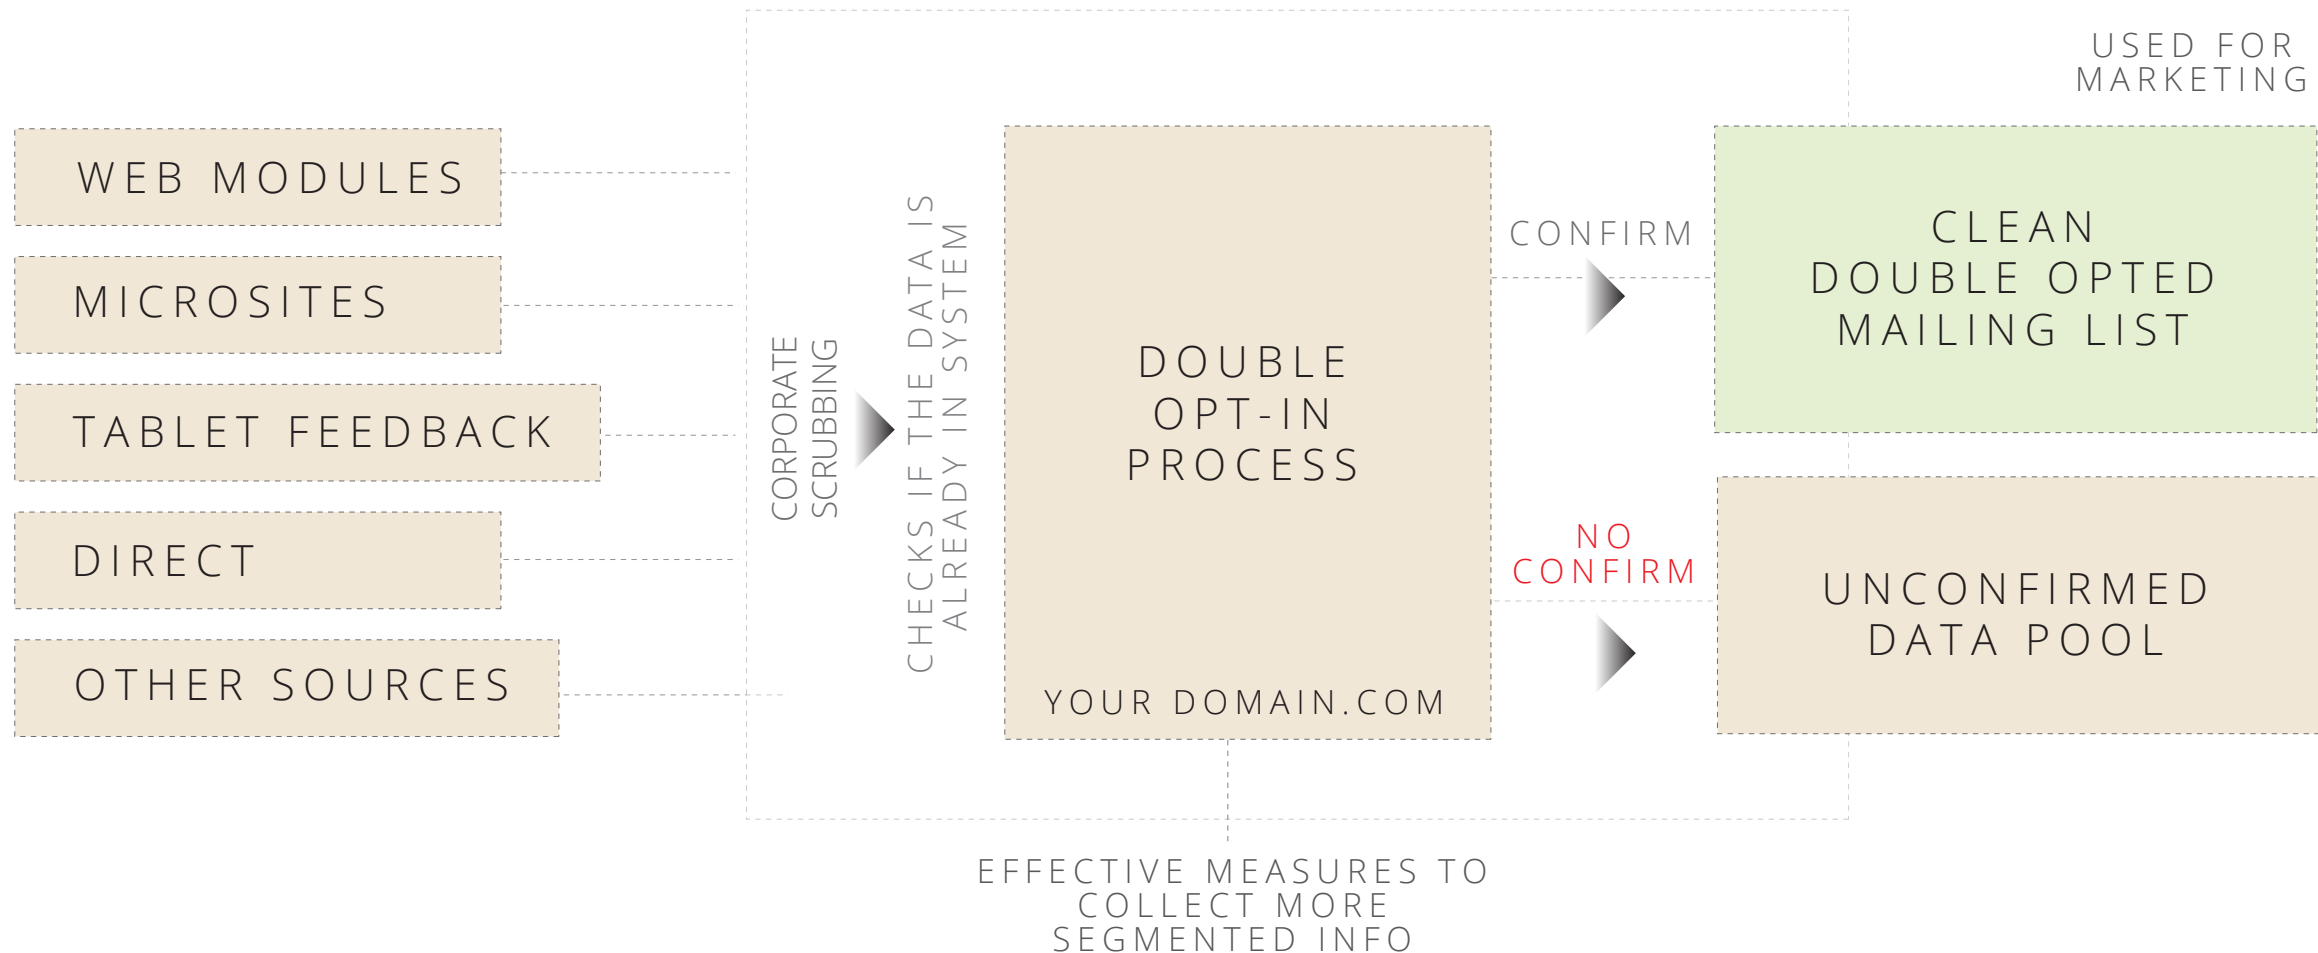 WEB MODULES
MICROSITES
TABLET FEEDBACK
DIRECT
OTHER SOURCES
CORPORATE
SCRUBBING
CHECKS IF THE DATA IS
ALREADY IN SYSTEM
DOUBLE
OPT-IN
PROCESS
YOUR DOMAIN.COM
EFFECTIVE MEASURES TO
COLLECT MORE
SEGMENTED INFO
CONFIRM
NO
CONFIRM
USED FOR
MARKETING
CLEAN
DOUBLE OPTED
MAILING LIST
UNCONFIRMED
DATA POOL